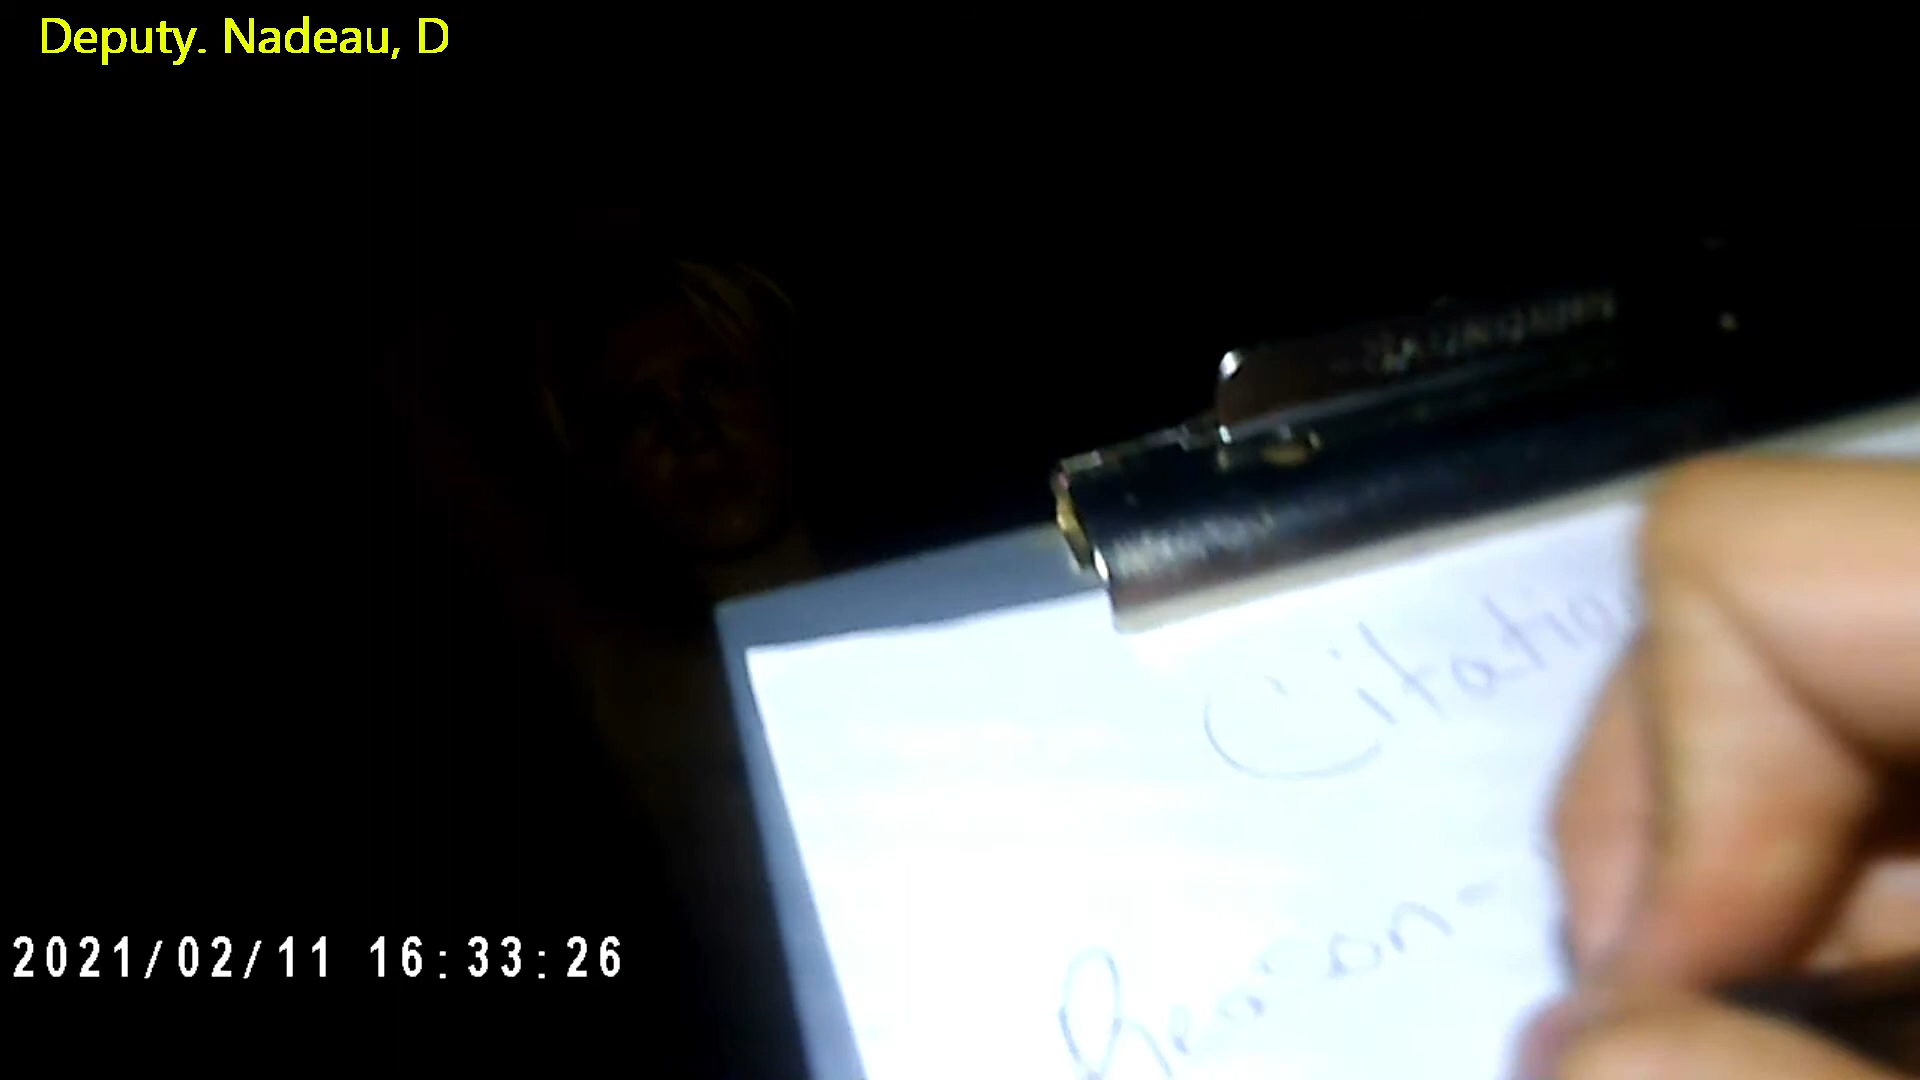 Deputy. Nadeau, D
Citatio
Reason-
2021/02/11 16:33:26